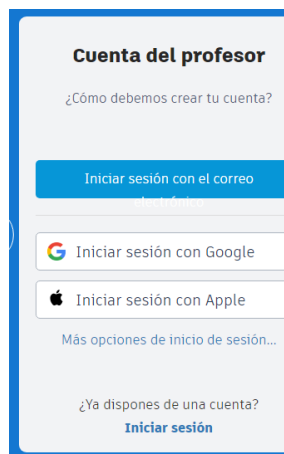 Cuenta del profesor
¿Cómo debemos crear tu cuenta?
Iniciar sesión con el correo
electrónico
Iniciar sesión con Google
Iniciar sesión con Apple
Más opciones de inicio de sesión...
¿Ya dispones de una cuenta?
Iniciar sesión